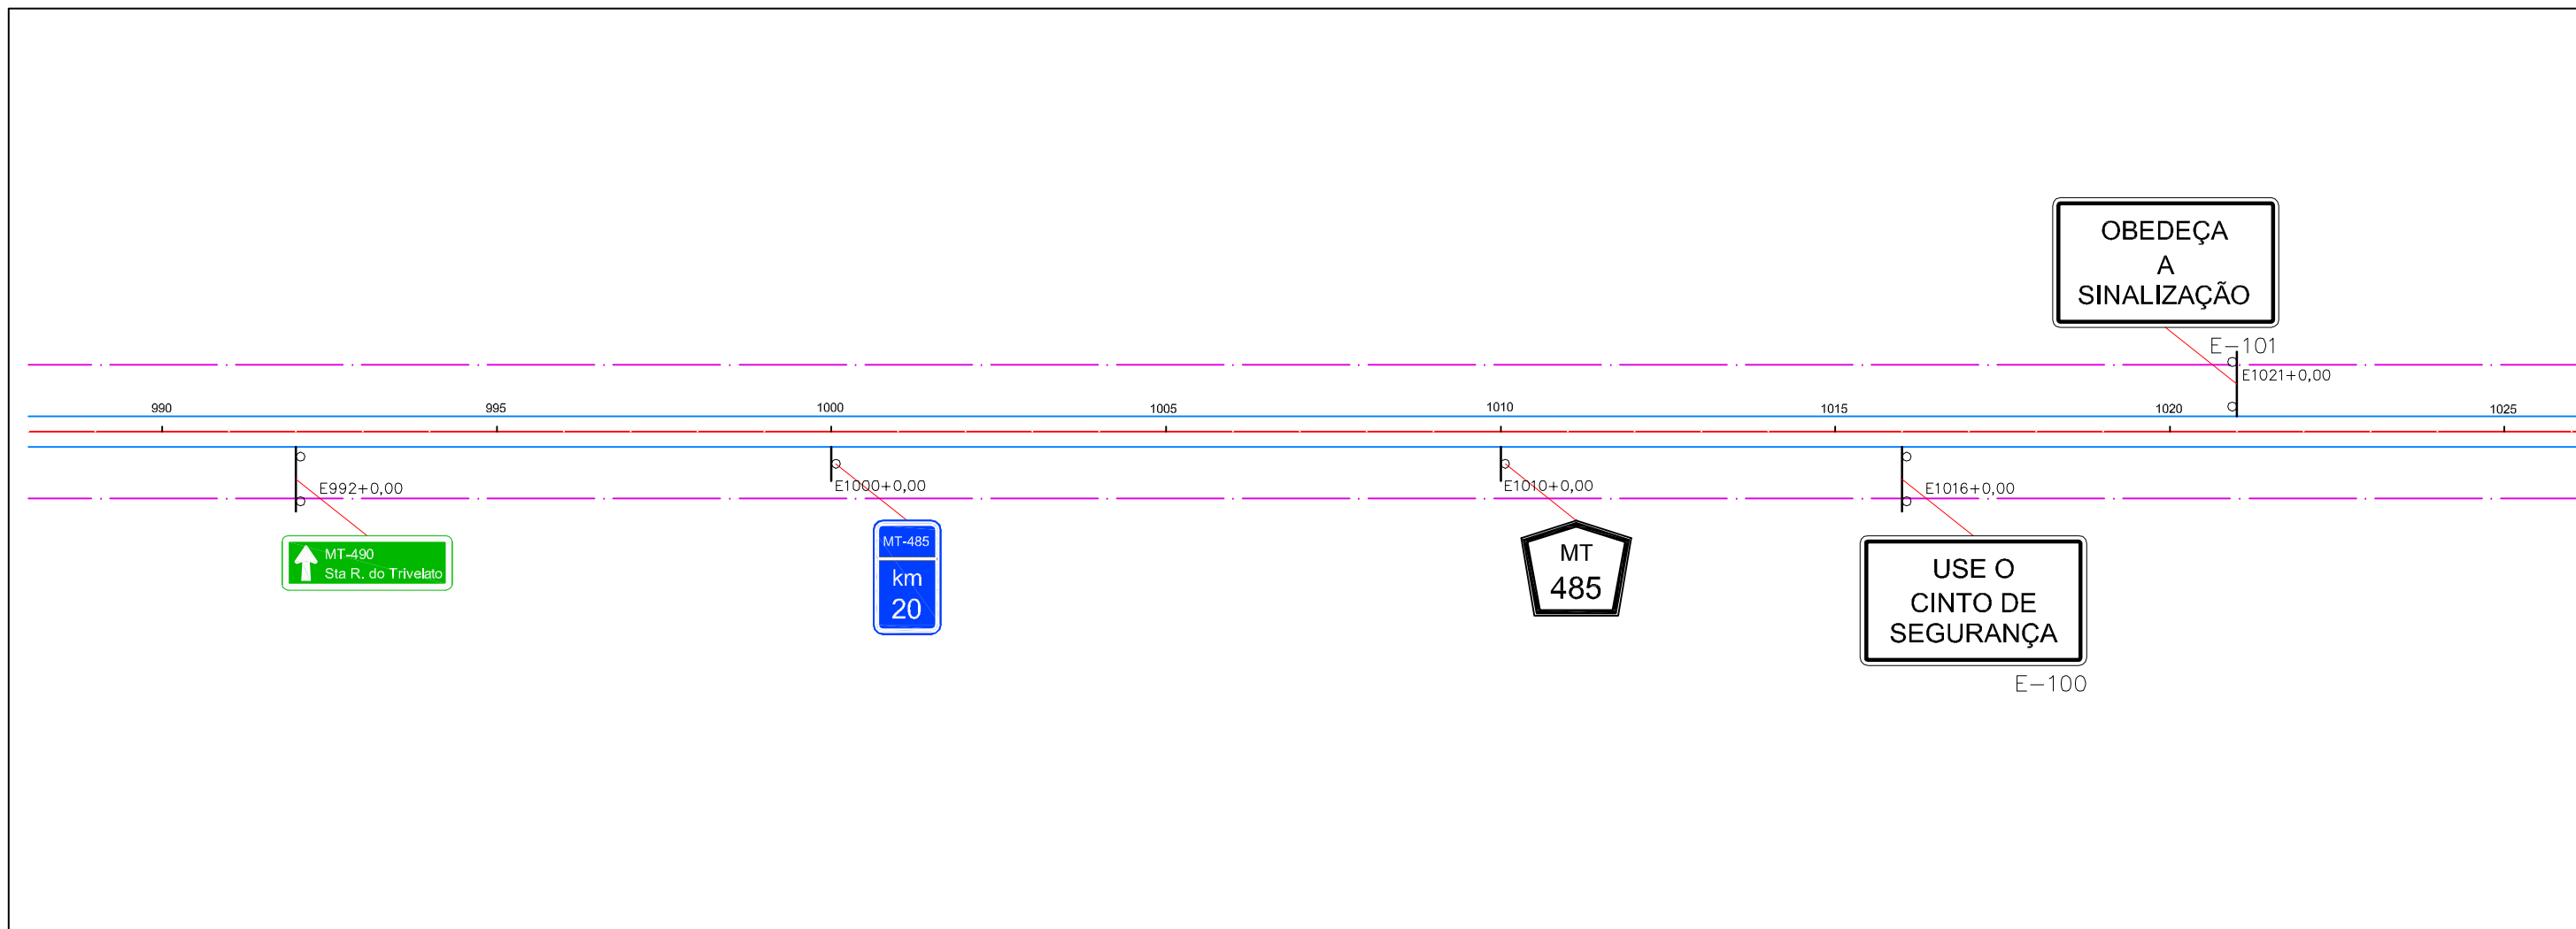 OBEDEÇA
A
SINALIZAÇÃO
E-101
E1021+0,00
990 995 1000 1005 1010 1015 1020 1025
E992+0,00
E1000+0,00
E1010+0,00
E1016+0,00
MT-490
Sta R. do Trivelato
MT-485
km
20
MT
485
USE O
CINTO DE
SEGURANÇA
E-100